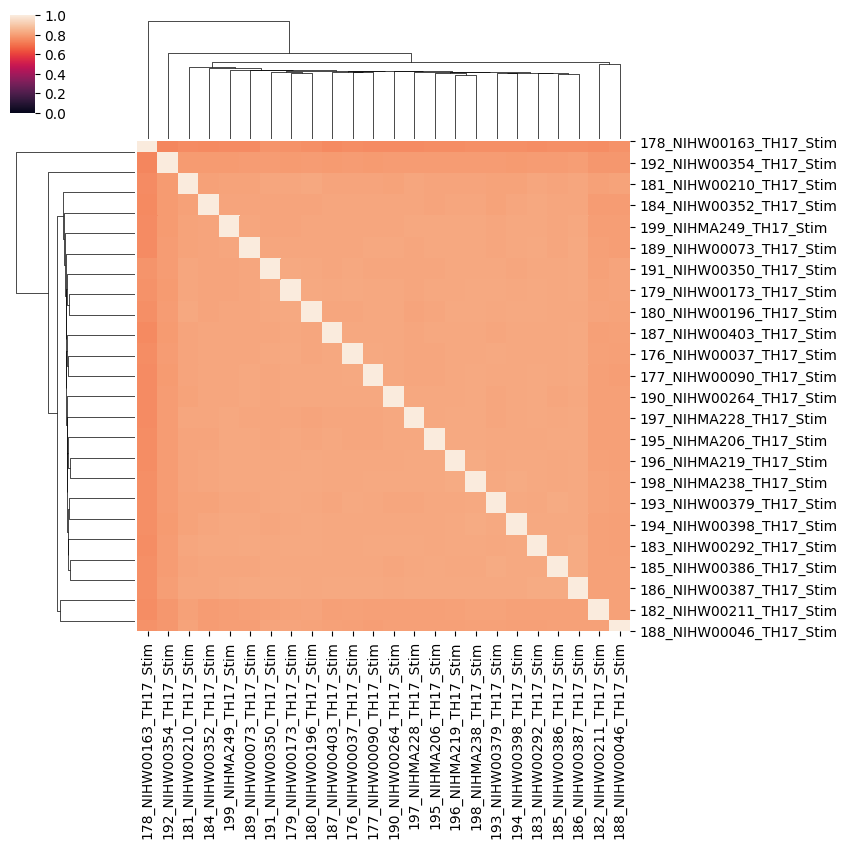 1.0
0.8
0.6
0.4
0.2
0.0
178_NIHW00163_TH17_Stim
192_NIHW00354_TH17_Stim
181_NIHW00210_TH17_Stim
184_NIHW00352_TH17_Stim
199_NIHMA249_TH17_Stim
189_NIHW00073_TH17_Stim
191_NIHW00350_TH17_Stim
179_NIHW00173_TH17_Stim
180_NIHW00196_TH17_Stim
187_NIHW00403_TH17_Stim
176_NIHW00037_TH17_Stim
177_NIHW00090_TH17_Stim
190_NIHW00264_TH17_Stim
197_NIHMA228_TH17_Stim
195_NIHMA206_TH17_Stim
196_NIHMA219_TH17_Stim
198_NIHMA238_TH17_Stim
193_NIHW00379_TH17_Stim
194_NIHW00398_TH17_Stim
183_NIHW00292_TH17_Stim
185_NIHW00386_TH17_Stim
186_NIHW00387_TH17_Stim
182_NIHW00211_TH17_Stim
188_NIHW00046_TH17_Stim
178_NIHW00163_TH17_Stim
192_NIHW00354_TH17_Stim
181_NIHW00210_TH17_Stim
184_NIHW00352_TH17_Stim
199_NIHMA249_TH17_Stim
189_NIHW00073_TH17_Stim
191_NIHW00350_TH17_Stim
179_NIHW00173_TH17_Stim
180_NIHW00196_TH17_Stim
187_NIHW00403_TH17_Stim
176_NIHW00037_TH17_Stim
177_NIHW00090_TH17_Stim
190_NIHW00264_TH17_Stim
197_NIHMA228_TH17_Stim
195_NIHMA206_TH17_Stim
196_NIHMA219_TH17_Stim
198_NIHMA238_TH17_Stim
193_NIHW00379_TH17_Stim
194_NIHW00398_TH17_Stim
183_NIHW00292_TH17_Stim
185_NIHW00386_TH17_Stim
186_NIHW00387_TH17_Stim
182_NIHW00211_TH17_Stim
188_NIHW00046_TH17_Stim